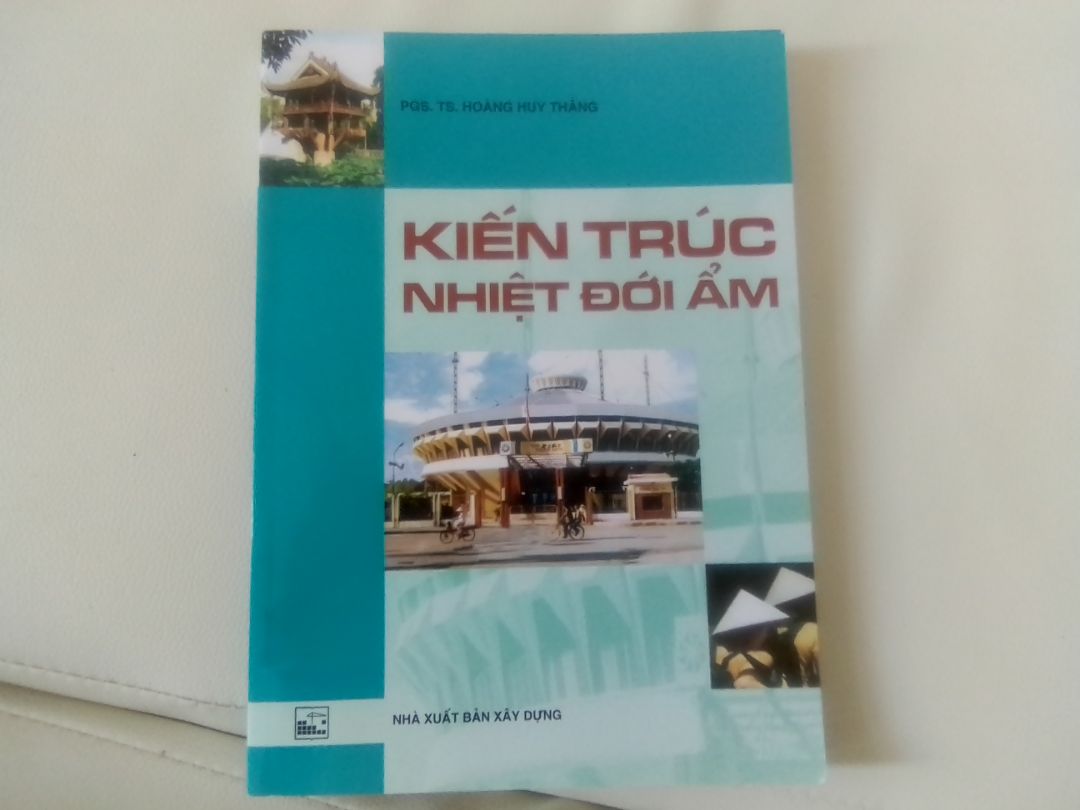 PGS. TS. HOÀNG HUY THẮNG
KIẾN TRÚC
NHIỆT ĐỚI ẨM
NHÀ XUẤT BẢN XÂY DỰNG